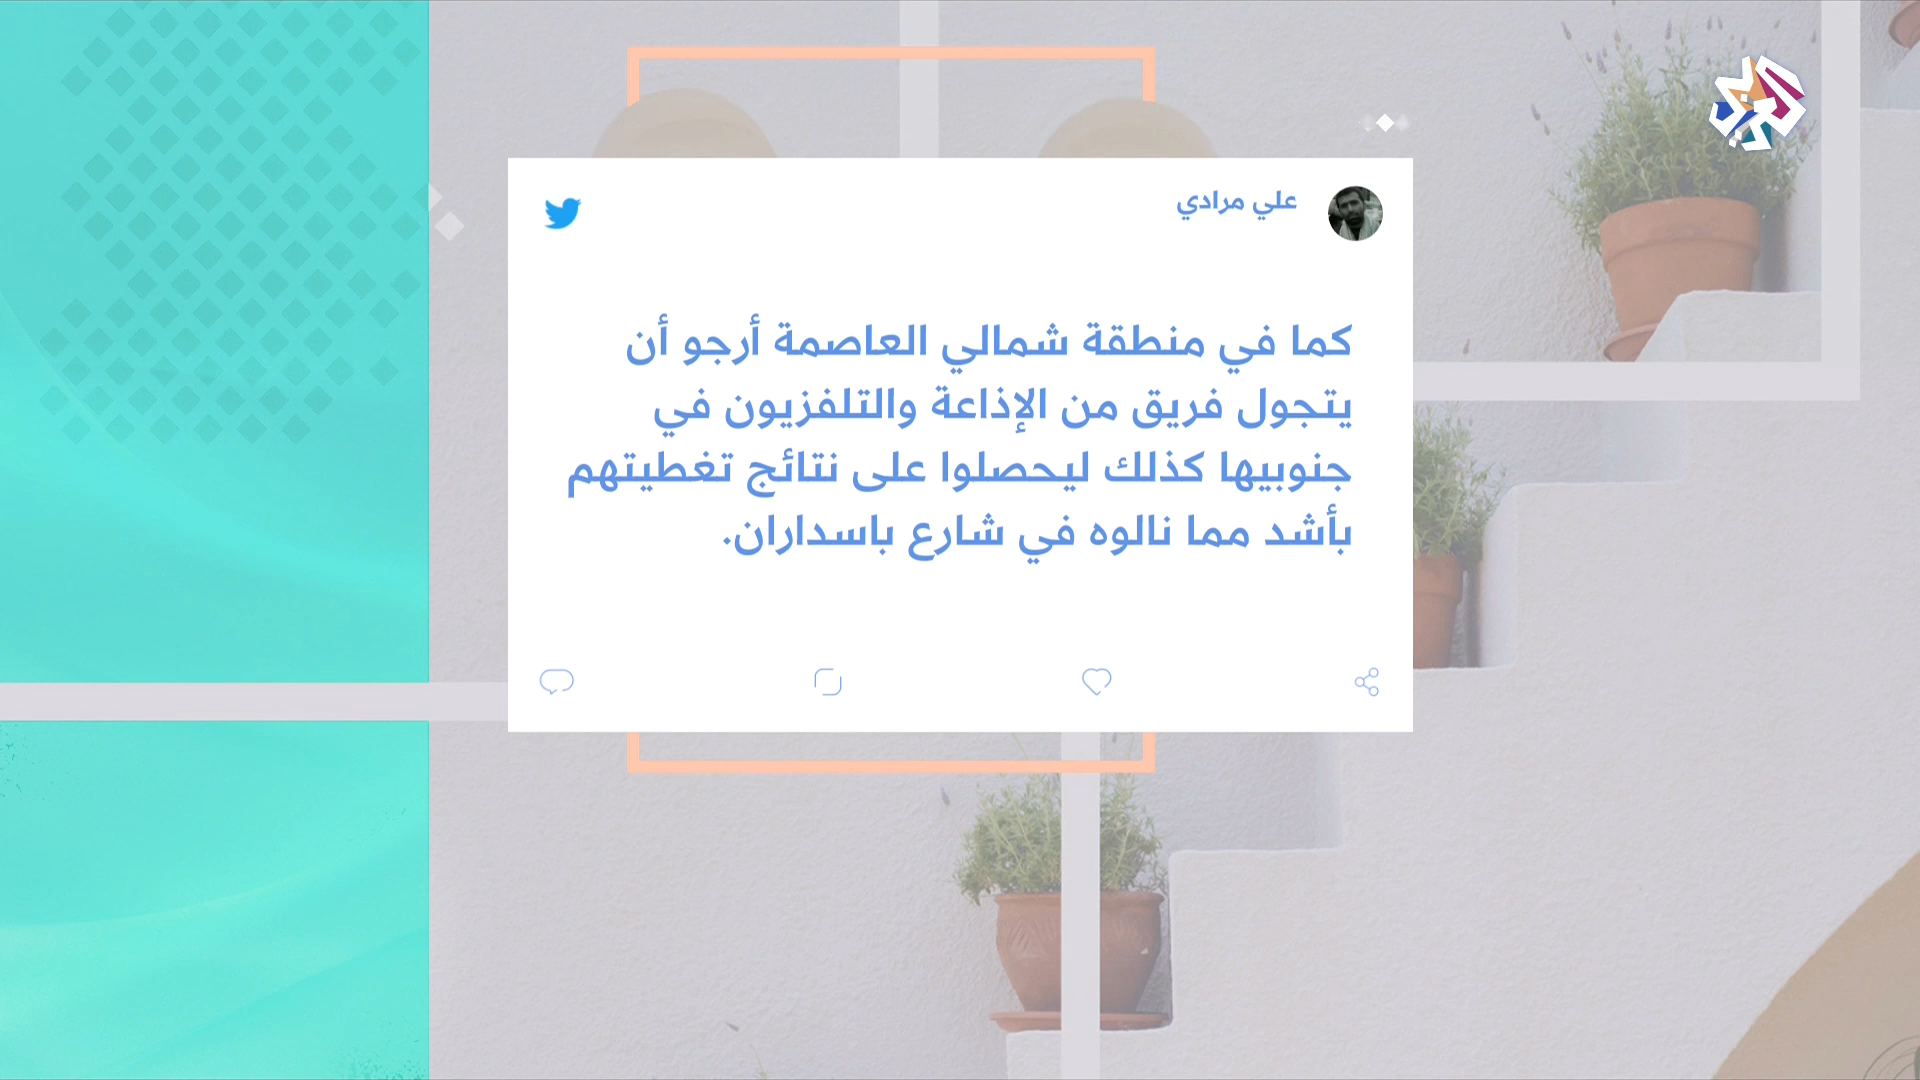 علي مرادي
كما في منطقة شمالي العاصمة أرجو أن
يتجول فريق من الإذاعة والتلفزيون في
جنوبيها كذلك ليحصلوا على نتائج تغطيتهم
بأشد مما نالوه في شارع باسداران.